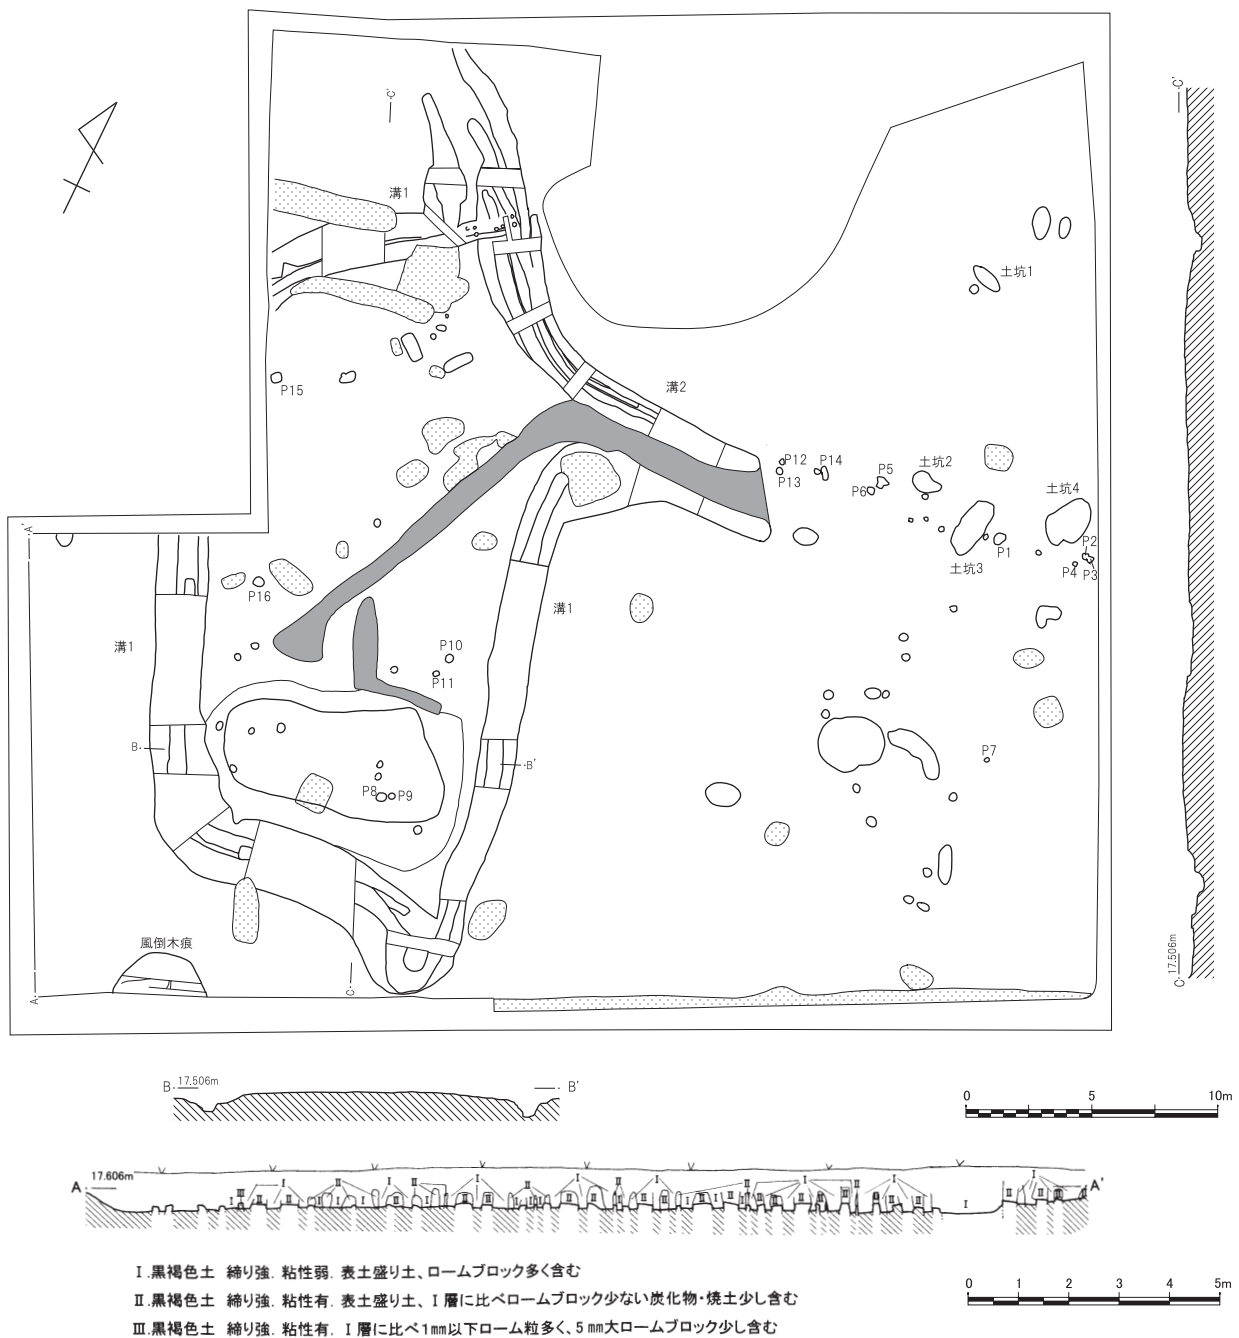 C'
C'
溝1
土坑1
P15
溝2
P12
P14
P13
P5
土坑2
P6
土坑4
P1
P2
土坑3
P4
P3
A'
P16
溝1
溝1
P10
P11
B
B'
P7
P8
P9
風倒木痕
A
C
17.506m
C
B 17.506m B'
0 5 10m
A 17.606m A'
Ⅰ.黒褐色土 締り強. 粘性弱. 表土盛り土、ロームブロック多く含む
Ⅱ.黒褐色土 締り強. 粘性有. 表土盛り土、Ⅰ層に比べロームブロック少ない炭化物・焼土少し含む
Ⅲ.黒褐色土 締り強. 粘性有. Ⅰ層に比べ1mm以下ローム粒多く、5mm大ロームブロック少し含む
0 1 2 3 4 5m